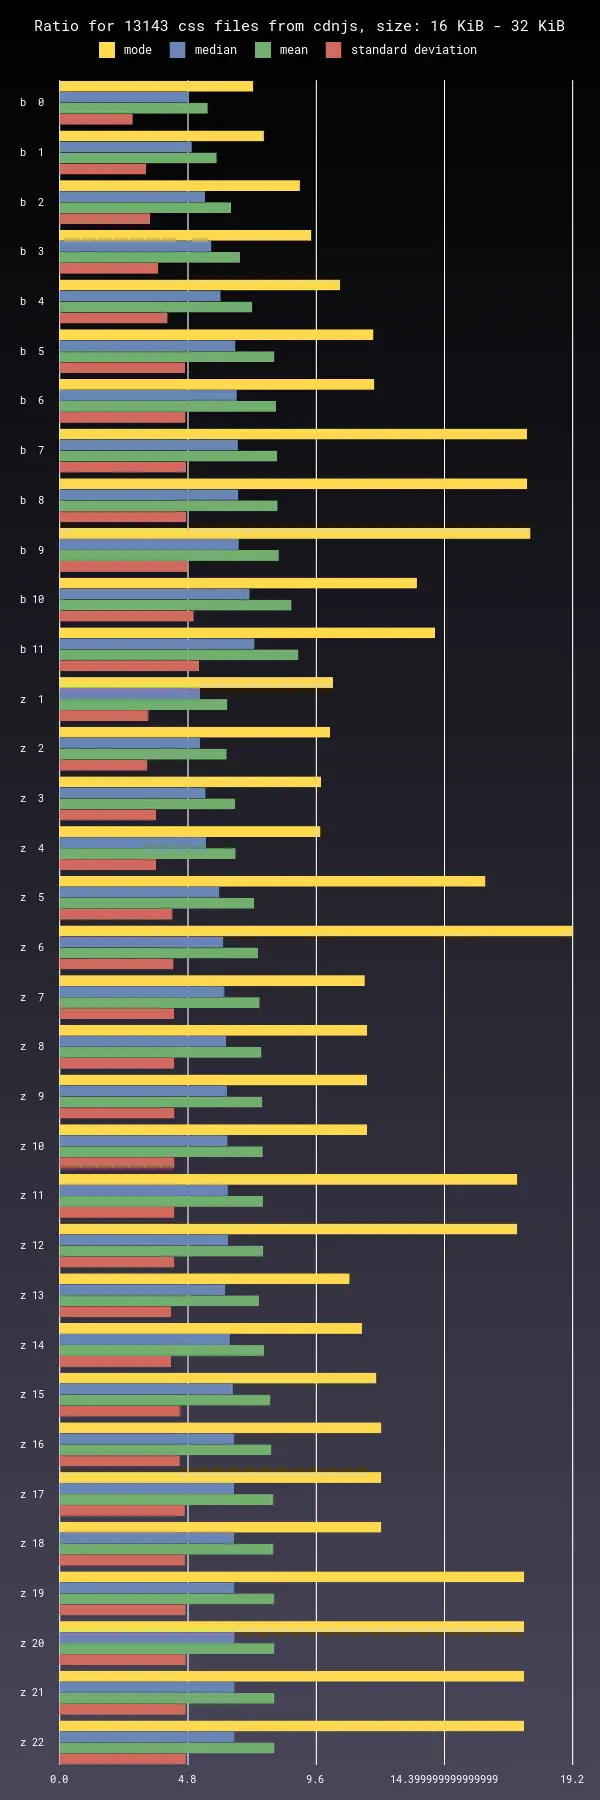 Ratio for 13143 css files from cdnjs, size: 16 KiB - 32 KiB
mode median mean standard deviation
b 0
b 1
b 2
b 3
b 4
b 5
b 6
b 7
b 8
b 9
b 10
b 11
z 1
z 2
z 3
z 4
z 5
z 6
z 7
z 8
z 9
z 10
z 11
z 12
z 13
z 14
z 15
z 16
z 17
z 18
z 19
z 20
z 21
z 22
0.0 4.8 9.6 14.399999999999999 19.2